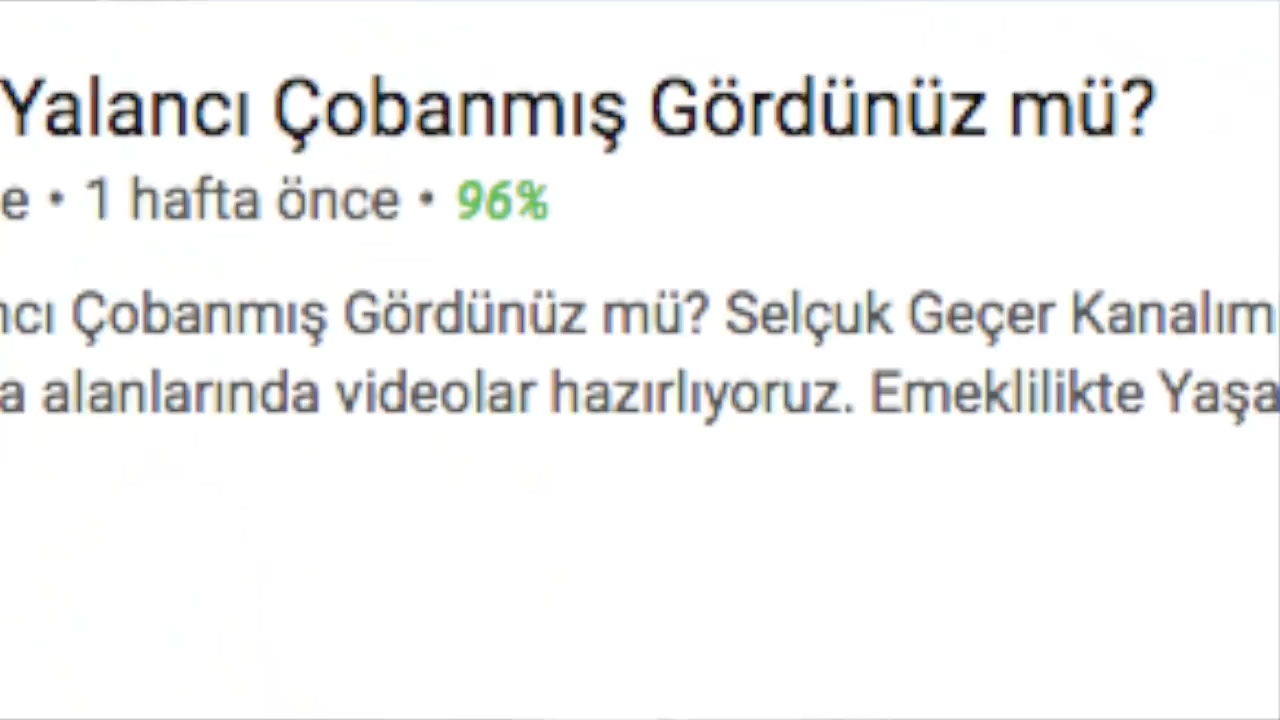 Yalancı Çobanmış Gördünüz mü?
e • 1 hafta önce • 96%
ncı Çobanmış Gördünüz mü? Selçuk Geçer Kanalım
a alanlarında videolar hazırlıyoruz. Emeklilikte Yaşa